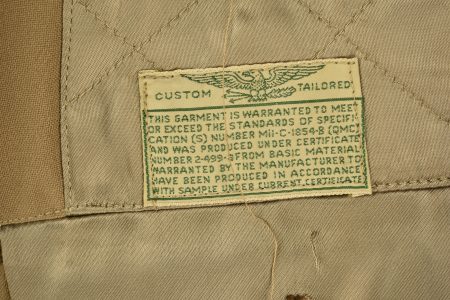 CUSTOM TAILORED
THIS GARMENT IS WARRANTED TO MEET
OR EXCEED THE STANDARDS OF SPECIFI
CATION (S) NUMBER Mil-C-1854-B (QMC)
AND WAS PRODUCED UNDER CERTIFICATE
NUMBER 2-499-B FROM BASIC MATERIAL
WARRANTED BY THE MANUFACTURER TO
HAVE BEEN PRODUCED IN ACCORDANCE
WITH SAMPLE UNDER CURRENT CERTIFICATE